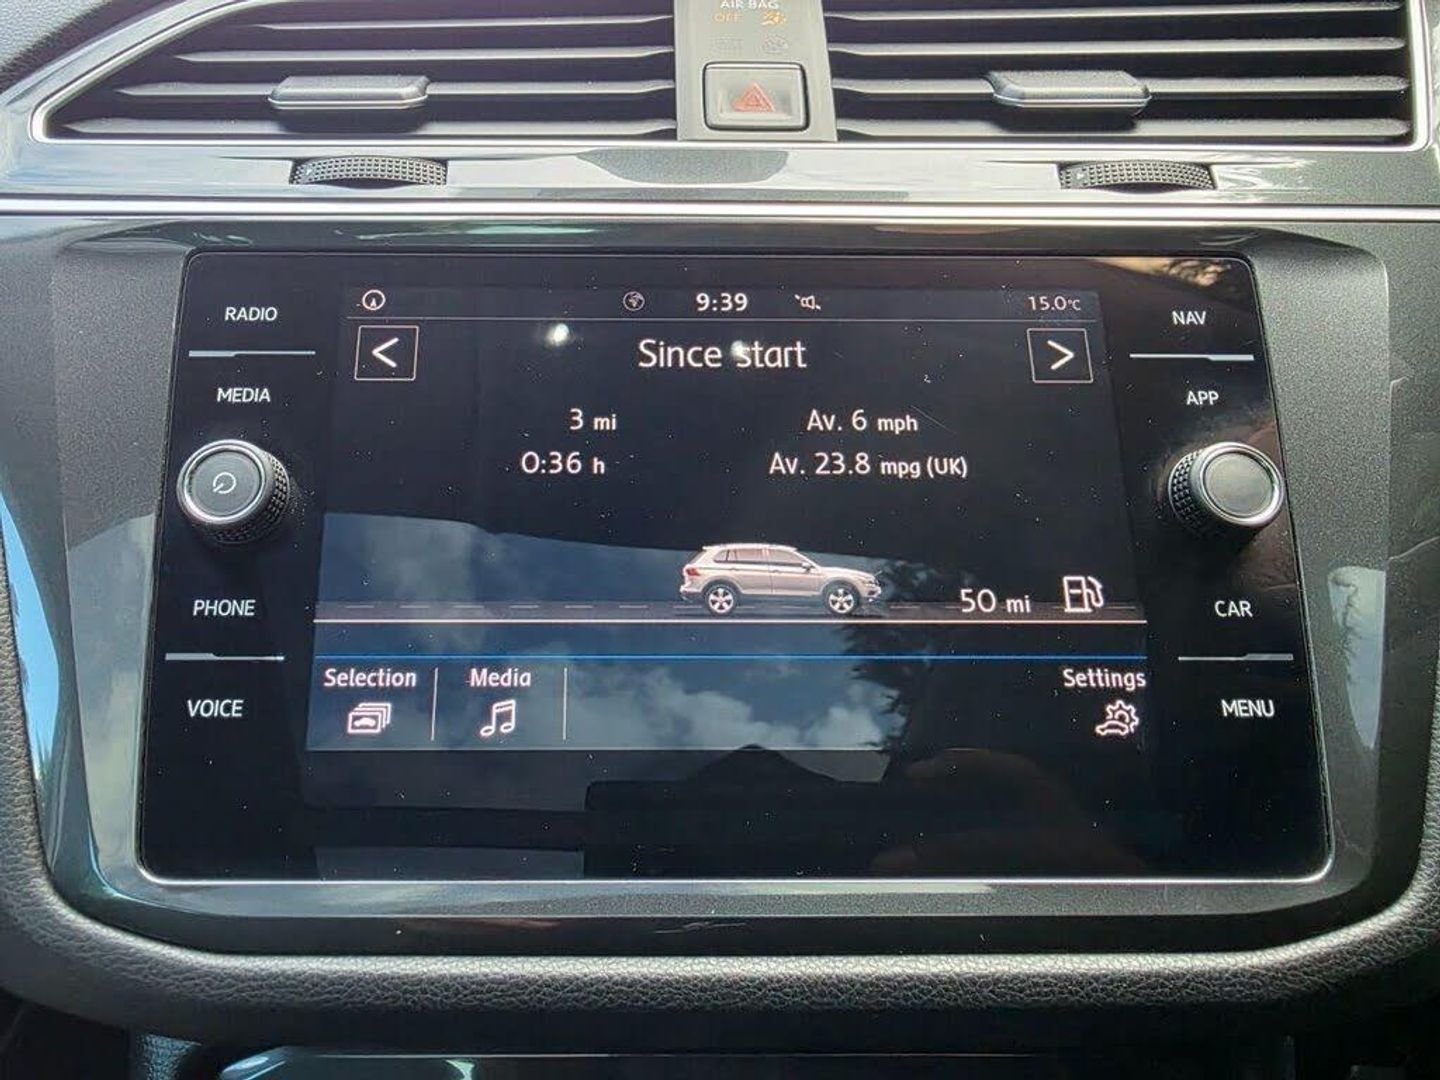 AIR BAG
OFF
RADIO
MEDIA
PHONE
VOICE
9:39
15.0°C
Since start
3 mi
Av. 6 mph
0:36 h
Av. 23.8 mpg (UK)
50 mi
Selection
Media
Settings
NAV
APP
CAR
MENU